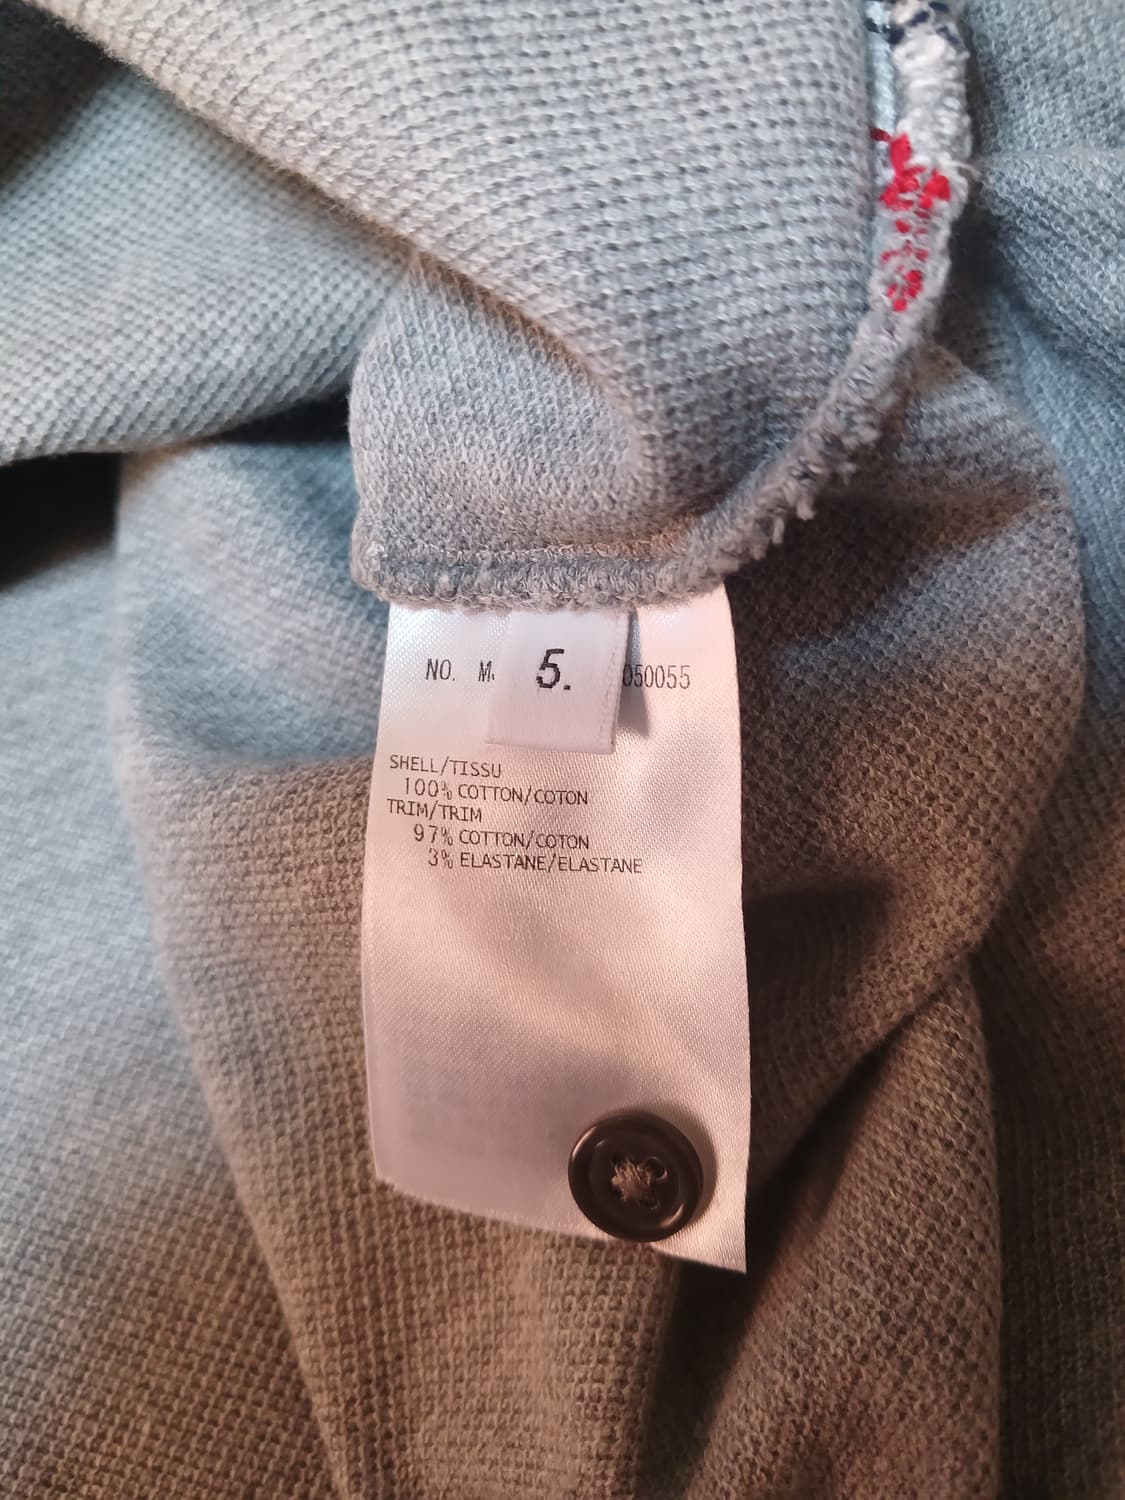 NO. M
5.
050055
SHELL/TISSU
100% COTTON/COTON
TRIM/TRIM
97% COTTON/COTON
3% ELASTANE/ELASTANE